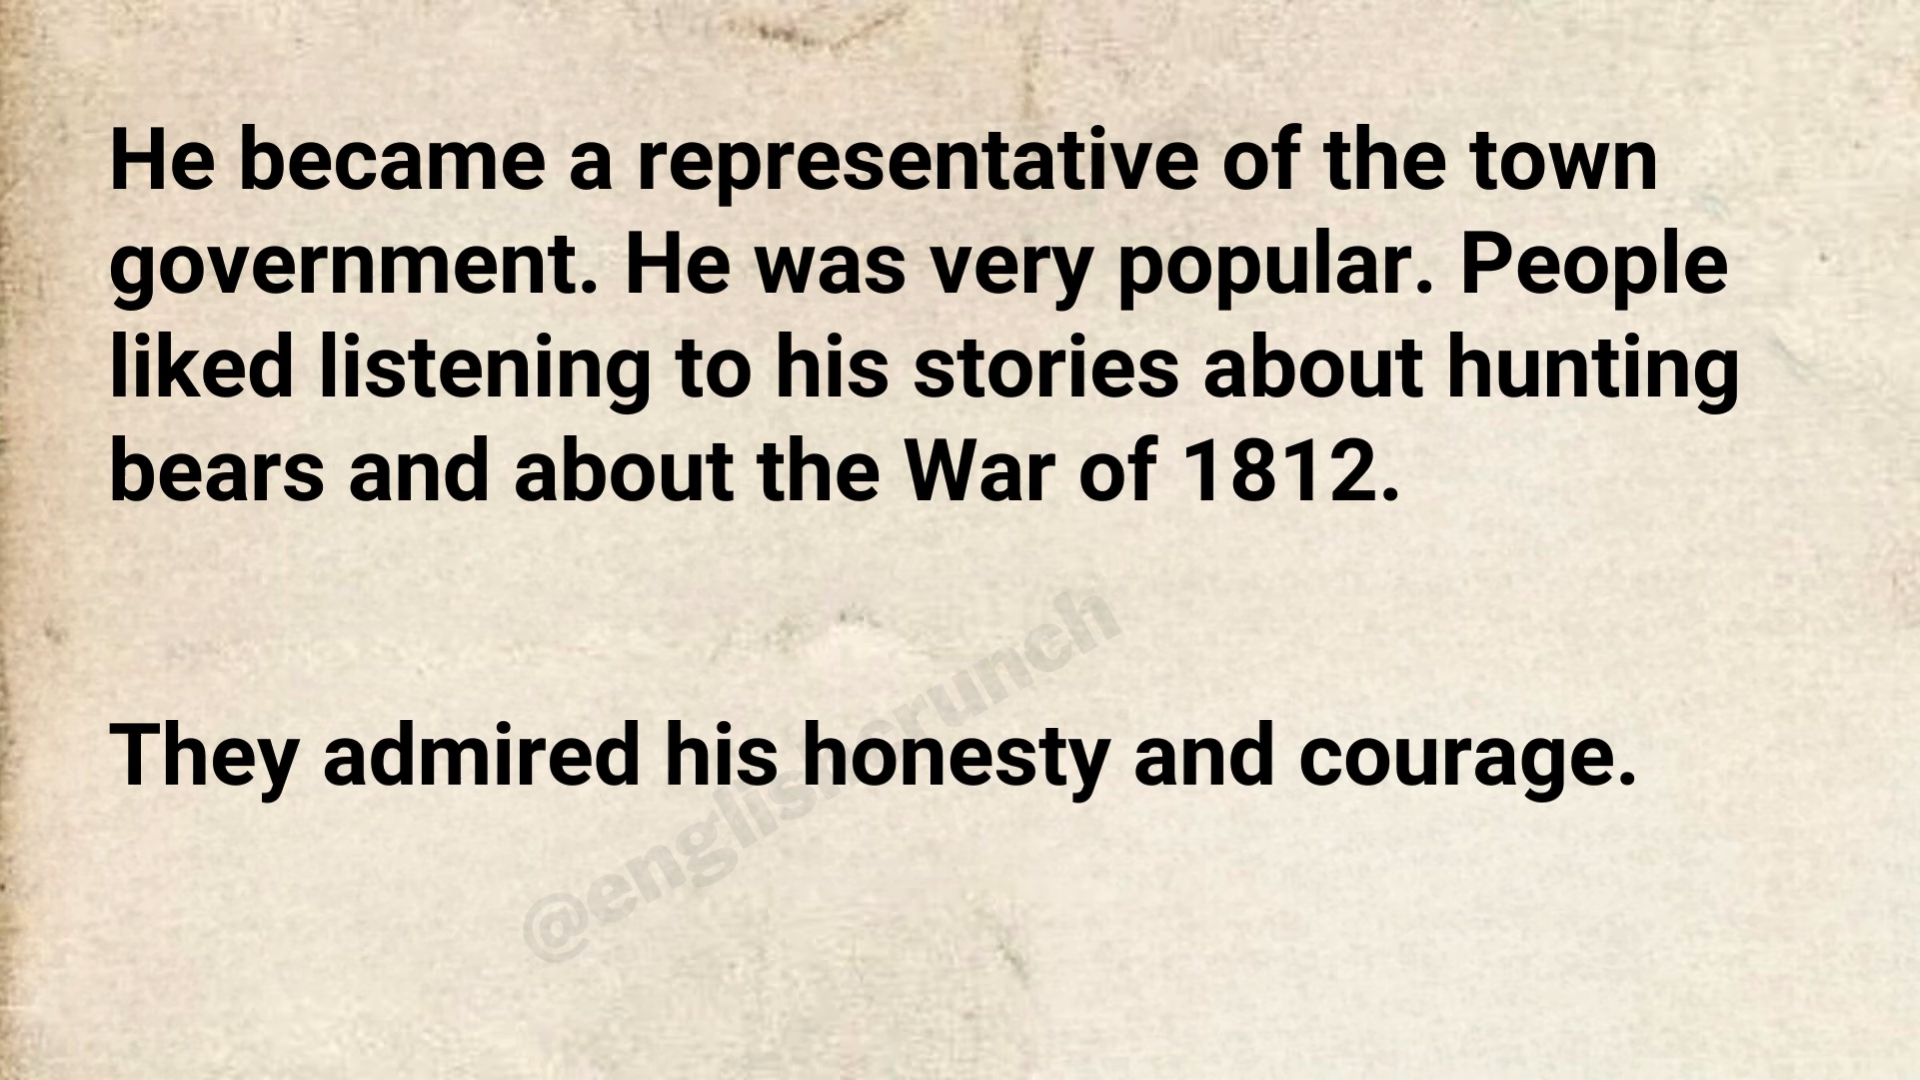 He became a representative of the town
government. He was very popular. People
liked listening to his stories about hunting
bears and about the War of 1812.
They admired his honesty and courage.
@englishcrunch